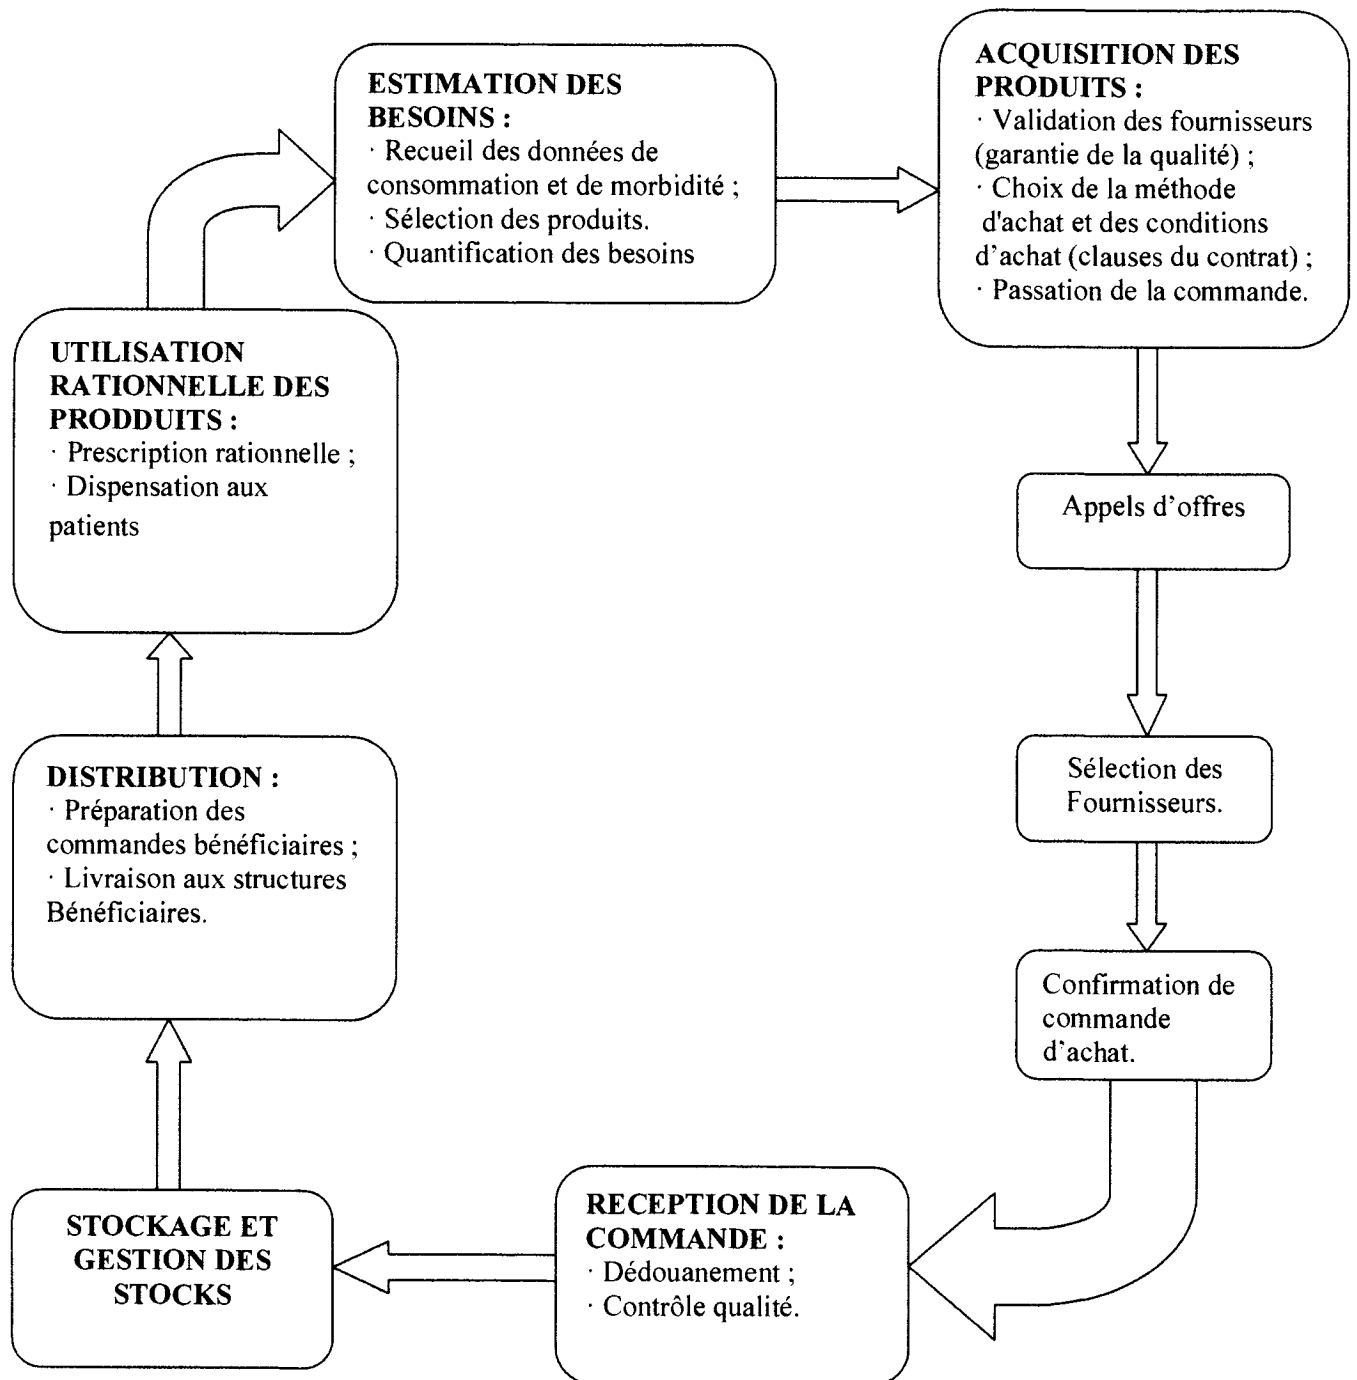 ESTIMATION DES
BESOINS :
· Recueil des données de
consommation et de morbidité ;
· Sélection des produits.
· Quantification des besoins
ACQUISITION DES
PRODUITS :
· Validation des fournisseurs
(garantie de la qualité) ;
· Choix de la méthode
d'achat et des conditions
d’achat (clauses du contrat) ;
· Passation de la commande.
Appels d’offres
Sélection des
Fournisseurs.
Confirmation de
commande
d’achat.
RECEPTION DE LA
COMMANDE :
· Dédouanement ;
· Contrôle qualité.
STOCKAGE ET
GESTION DES
STOCKS
DISTRIBUTION :
· Préparation des
commandes bénéficiaires ;
· Livraison aux structures
Bénéficiaires.
UTILISATION
RATIONNELLE DES
PRODDUITS :
· Prescription rationnelle ;
· Dispensation aux
patients